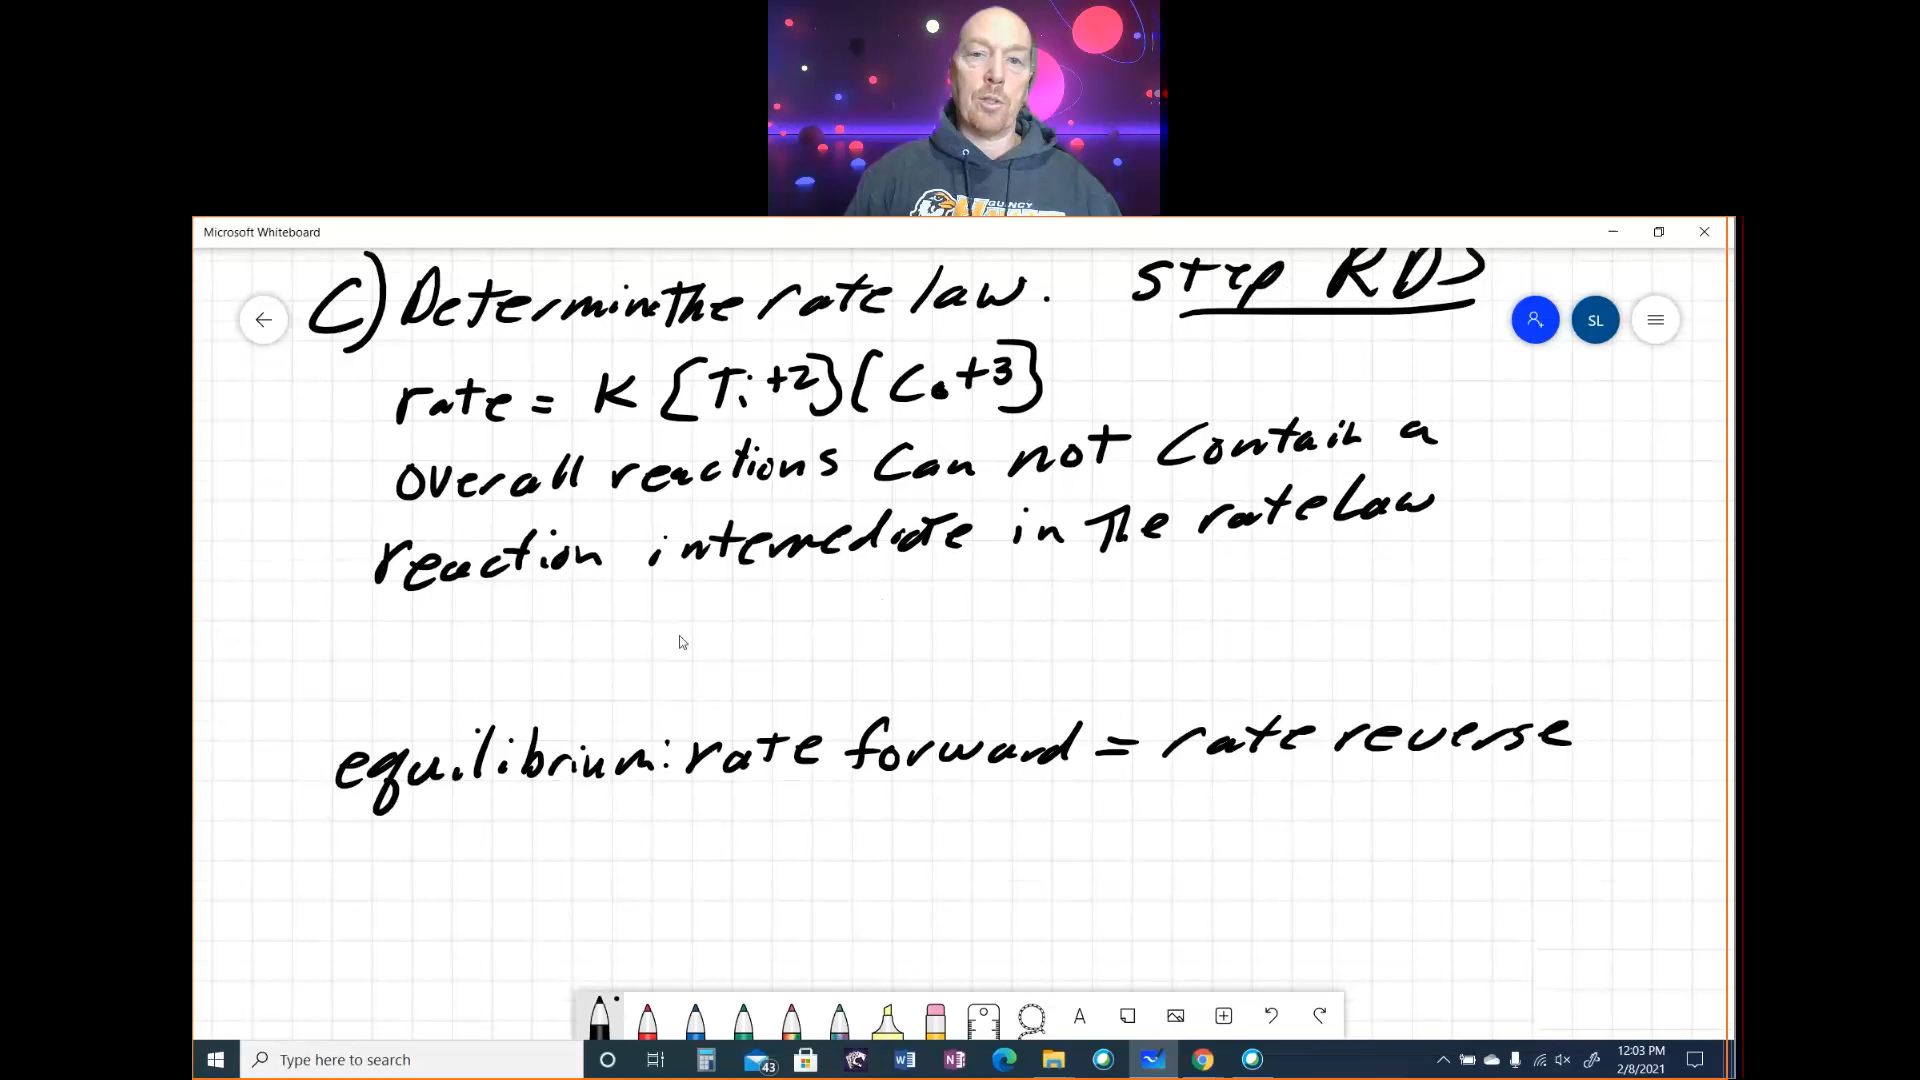 QUINCY
Microsoft Whiteboard
step RDS
C) Determine the rate law.
SL
rate = K [Ti+2][Co+3]
overall reactions can not contain a
reaction intermediate in the rate law
equilibrium: rate forward = rate reverse
A
Type here to search
43
12:03 PM
2/8/2021